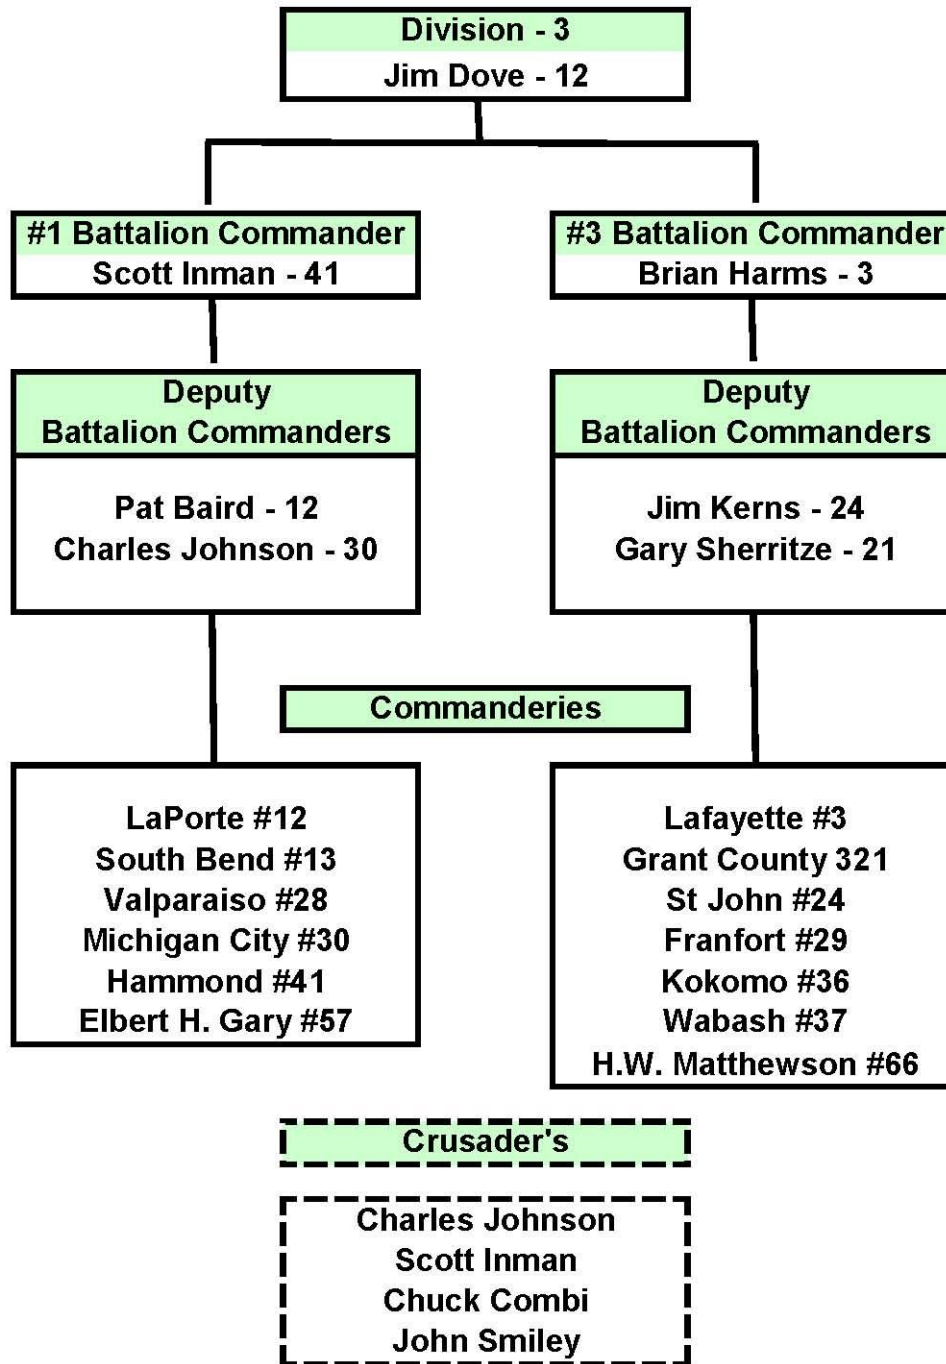 Division - 3
Jim Dove - 12
#1 Battalion Commander
Scott Inman - 41
#3 Battalion Commander
Brian Harms - 3
Deputy
Battalion Commanders
Pat Baird - 12
Charles Johnson - 30
Deputy
Battalion Commanders
Jim Kerns - 24
Gary Sherritze - 21
Commanderies
LaPorte #12
South Bend #13
Valparaiso #28
Michigan City #30
Hammond #41
Elbert H. Gary #57
Lafayette #3
Grant County 321
St John #24
Franfort #29
Kokomo #36
Wabash #37
H.W. Matthewson #66
Crusader's
Charles Johnson
Scott Inman
Chuck Combi
John Smiley